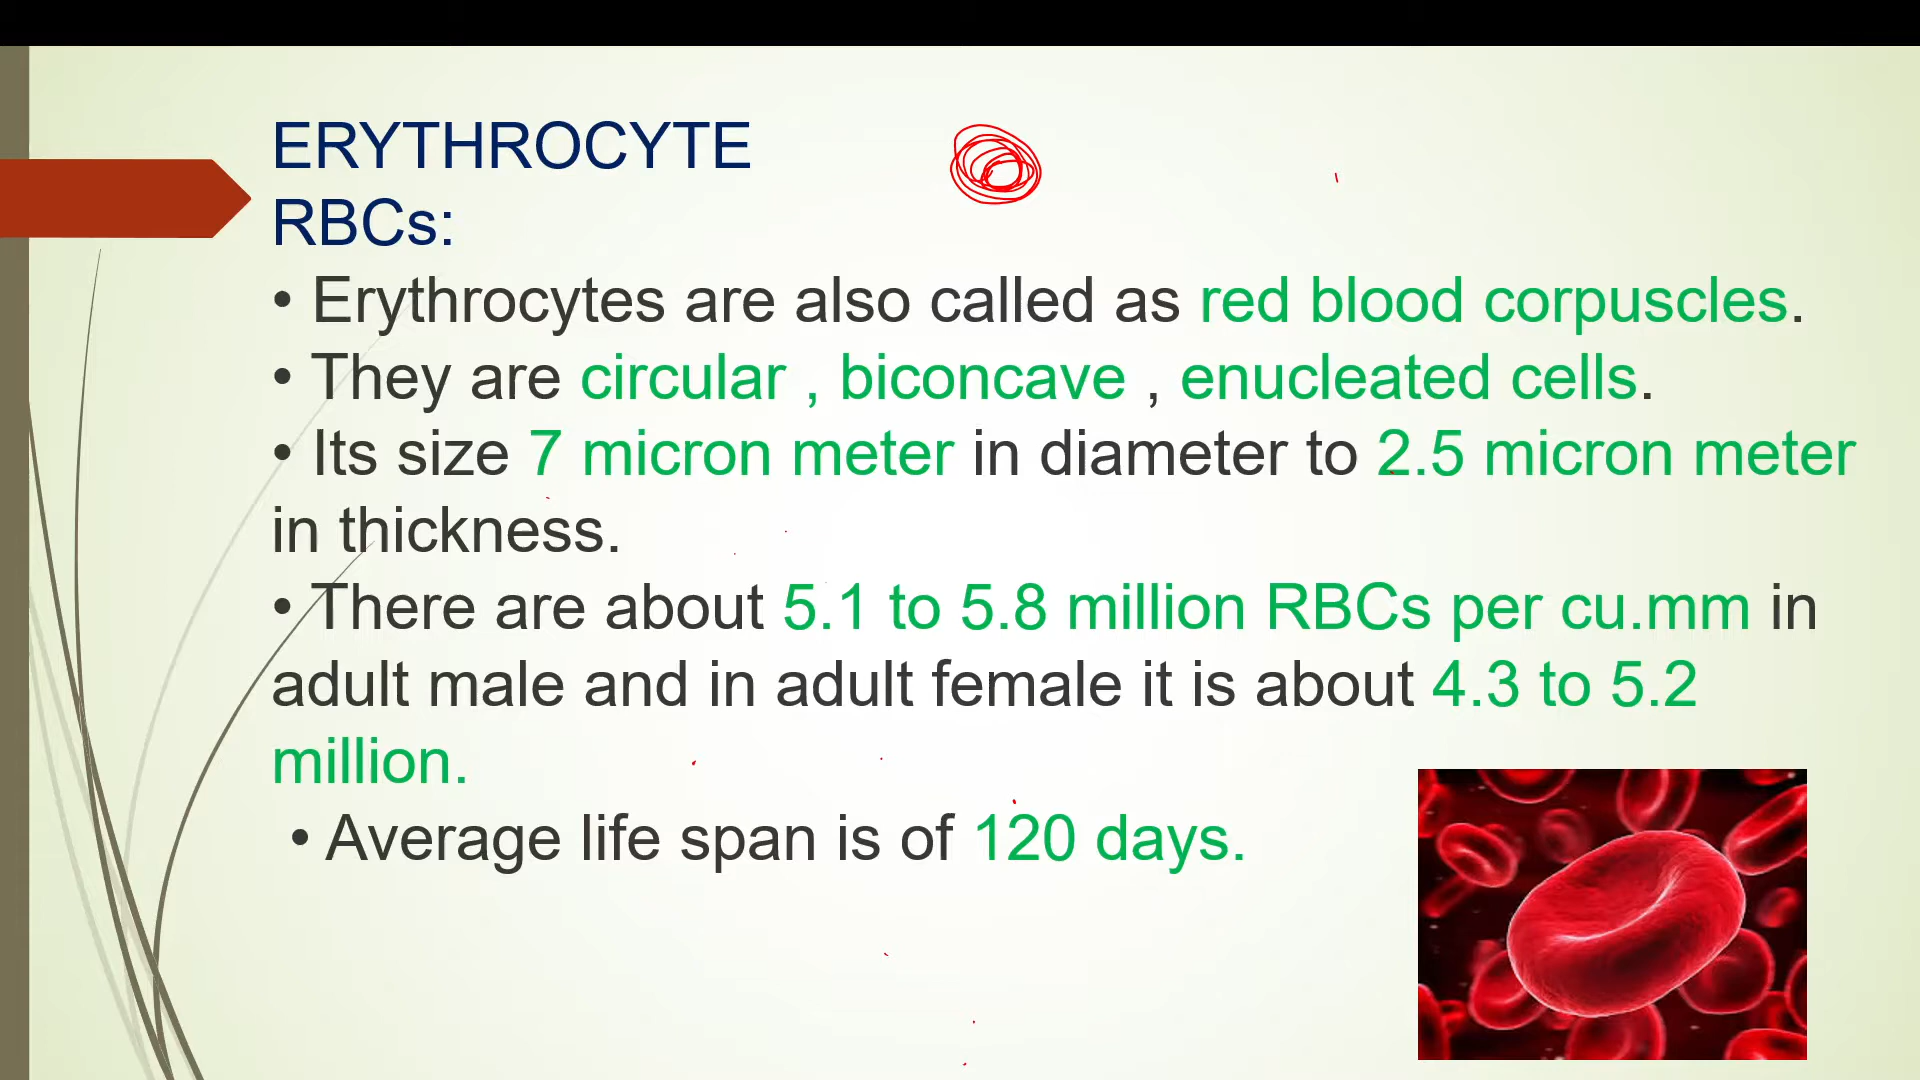 ERYTHROCYTE
RBCs:
• Erythrocytes are also called as red blood corpuscles.
• They are circular , biconcave , enucleated cells.
• Its size 7 micron meter in diameter to 2.5 micron meter
in thickness.
• There are about 5.1 to 5.8 million RBCs per cu.mm in
adult male and in adult female it is about 4.3 to 5.2
million.
• Average life span is of 120 days.